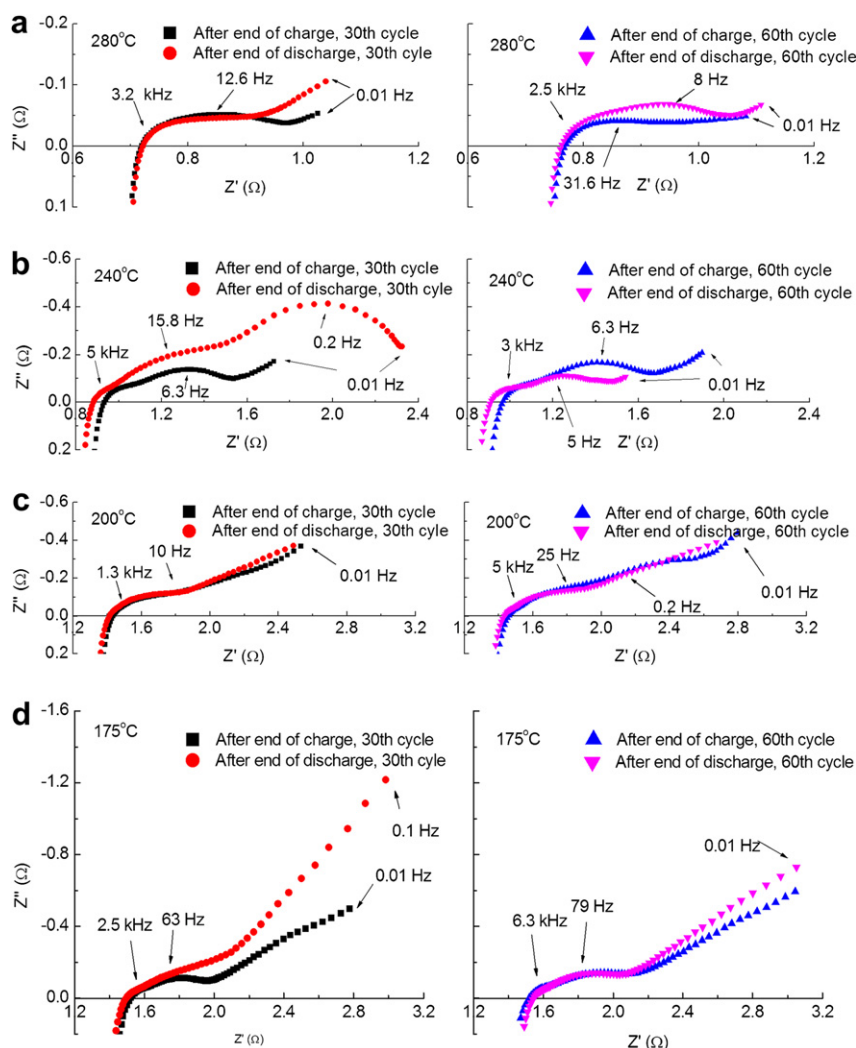 a
280°C
After end of charge, 30th cycle
After end of discharge, 30th cyle
3.2 kHz
12.6 Hz
0.01 Hz
-0.2
-0.1
0.0
0.1
0.6
0.8
1.0
1.2
Z'' (Ω)
Z' (Ω)
280°C
After end of charge, 60th cycle
After end of discharge, 60th cycle
2.5 kHz
8 Hz
0.01 Hz
31.6 Hz
0.6
0.8
1.0
1.2
Z' (Ω)
b
240°C
After end of charge, 30th cycle
After end of discharge, 30th cyle
5 kHz
15.8 Hz
0.2 Hz
6.3 Hz
0.01 Hz
-0.6
-0.4
-0.2
0.0
0.2
0.8
1.2
1.6
2.0
2.4
Z'' (Ω)
Z' (Ω)
240°C
After end of charge, 60th cycle
After end of discharge, 60th cycle
3 kHz
6.3 Hz
0.01 Hz
5 Hz
0.8
1.2
1.6
2.0
2.4
Z' (Ω)
c
200°C
After end of charge, 30th cycle
After end of discharge, 30th cyle
1.3 kHz
10 Hz
0.01 Hz
-0.6
-0.4
-0.2
0.0
0.2
1.2
1.6
2.0
2.4
2.8
3.2
Z'' (Ω)
Z' (Ω)
200°C
After end of charge, 60th cycle
After end of discharge, 60th cycle
5 kHz
25 Hz
0.2 Hz
0.01 Hz
1.2
1.6
2.0
2.4
2.8
3.2
Z' (Ω)
d
175°C
After end of charge, 30th cycle
After end of discharge, 30th cyle
2.5 kHz
63 Hz
0.1 Hz
0.01 Hz
-1.6
-1.2
-0.8
-0.4
0.0
1.2
1.6
2.0
2.4
2.8
3.2
Z'' (Ω)
Z' (Ω)
175°C
After end of charge, 60th cycle
After end of discharge, 60th cycle
6.3 kHz
79 Hz
0.01 Hz
1.2
1.6
2.0
2.4
2.8
3.2
Z' (Ω)